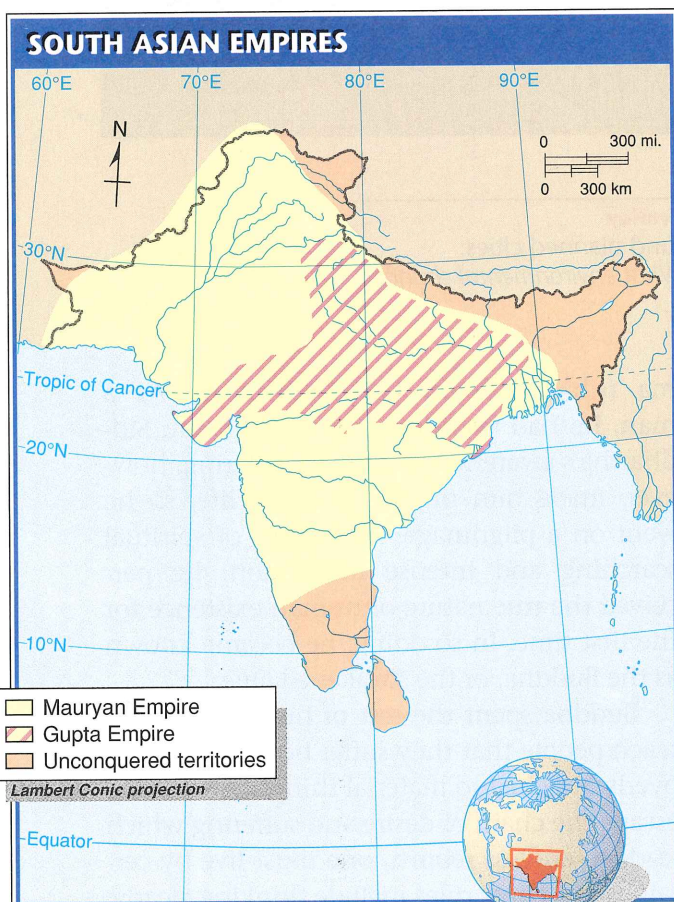 SOUTH ASIAN EMPIRES
60°E 70°E 80°E 90°E
N
0 300 mi.
0 300 km
30°N
Tropic of Cancer
20°N
10°N
Mauryan Empire
Gupta Empire
Unconquered territories
Lambert Conic projection
Equator